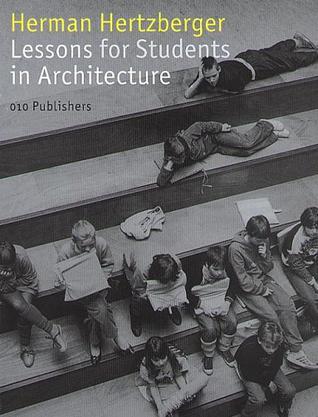 Herman Hertzberger
Lessons for Students
in Architecture
010 Publishers